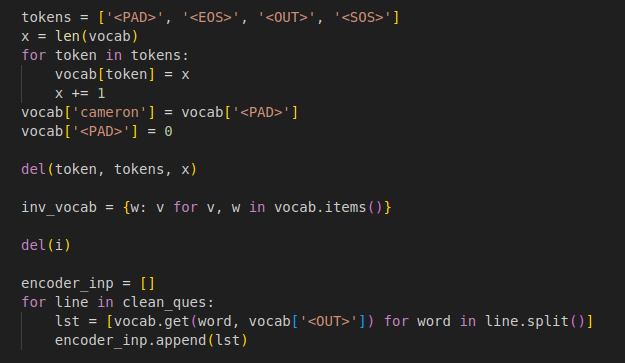 tokens = ['<PAD>', '<EOS>', '<OUT>', '<SOS>']
x = len(vocab)
for token in tokens:
    vocab[token] = x
    x += 1
vocab['cameron'] = vocab['<PAD>']
vocab['<PAD>'] = 0

del(token, tokens, x)

inv_vocab = {w: v for v, w in vocab.items()}

del(i)

encoder_inp = []
for line in clean_ques:
    lst = [vocab.get(word, vocab['<OUT>']) for word in line.split()]
    encoder_inp.append(lst)